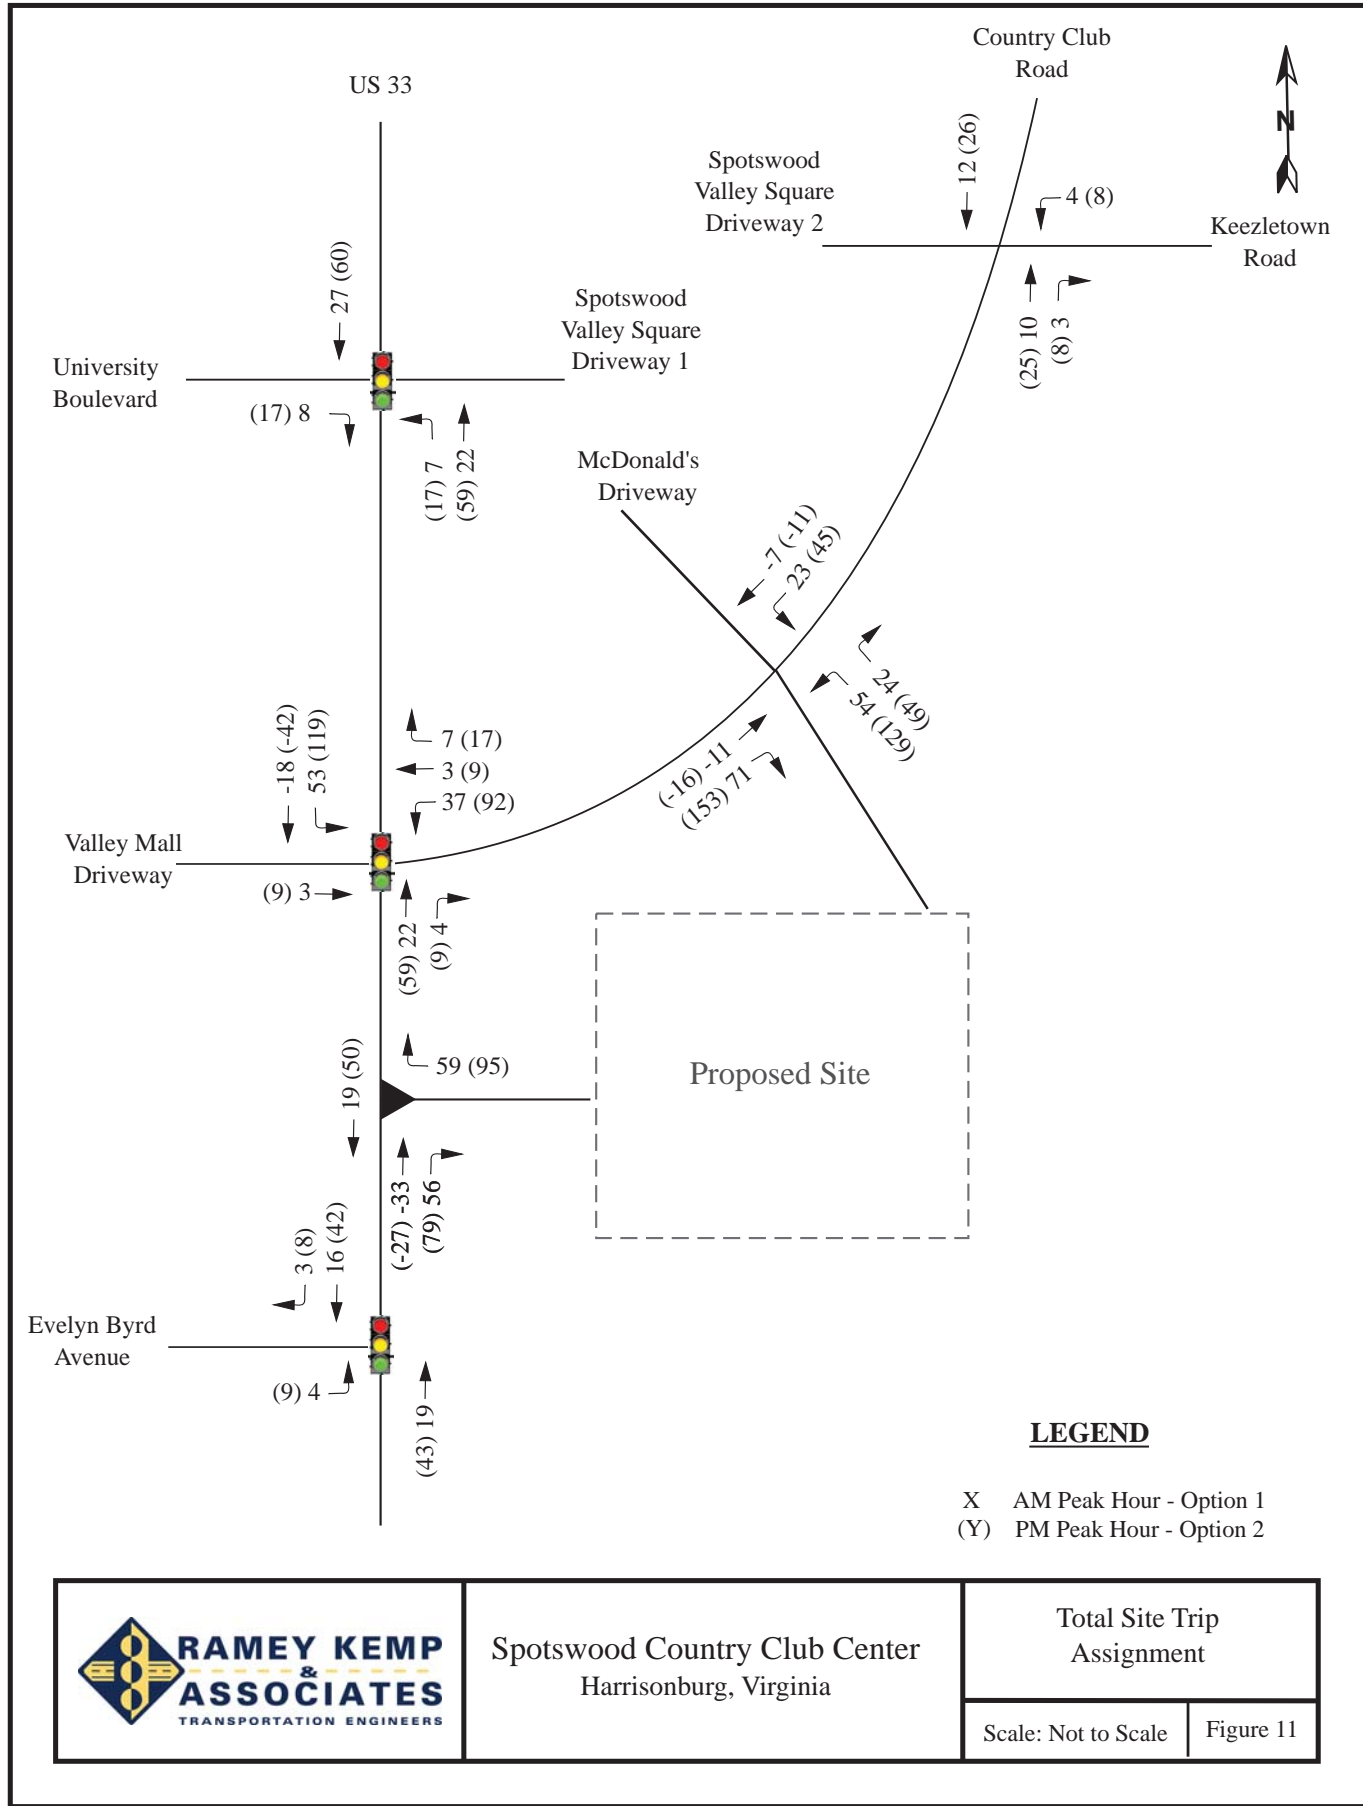 Country Club
Road
US 33
N
12 (26)
Spotswood
Valley Square
Driveway 2
4 (8)
Keezletown
Road
(25) 10
(8) 3
27 (60)
Spotswood
Valley Square
Driveway 1
University
Boulevard
(17) 8
(17) 7
(59) 22
McDonald's
Driveway
-7 (-11)
23 (45)
24 (49)
54 (129)
(-16) -11
(153) 71
-18 (-42)
53 (119)
7 (17)
3 (9)
37 (92)
Valley Mall
Driveway
(9) 3
(59) 22
(9) 4
19 (50)
59 (95)
Proposed Site
(-27) -33
(79) 56
3 (8)
16 (42)
Evelyn Byrd
Avenue
(9) 4
(43) 19
LEGEND
X AM Peak Hour - Option 1
(Y) PM Peak Hour - Option 2
RAMEY KEMP
&
ASSOCIATES
TRANSPORTATION ENGINEERS
Spotswood Country Club Center
Harrisonburg, Virginia
Total Site Trip
Assignment
Scale: Not to Scale
Figure 11